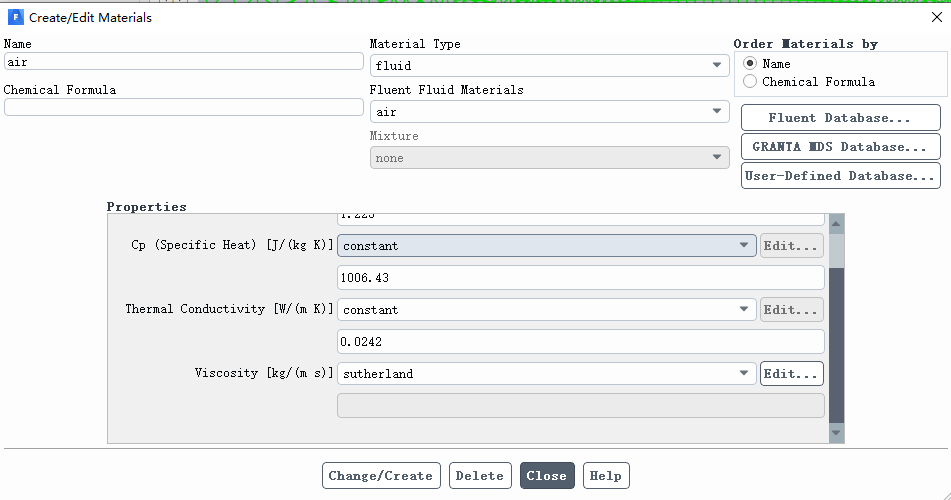 Create/Edit Materials
Name
air
Chemical Formula
Material Type
fluid
Fluent Fluid Materials
air
Mixture
none
Order Materials by
Name
Chemical Formula
Fluent Database...
GRANTA MDS Database...
User-Defined Database...
Properties
1.225
Cp (Specific Heat) [J/(kg K)]
constant
Edit...
1006.43
Thermal Conductivity [W/(m K)]
constant
Edit...
0.0242
Viscosity [kg/(m s)]
sutherland
Edit...
Change/Create
Delete
Close
Help